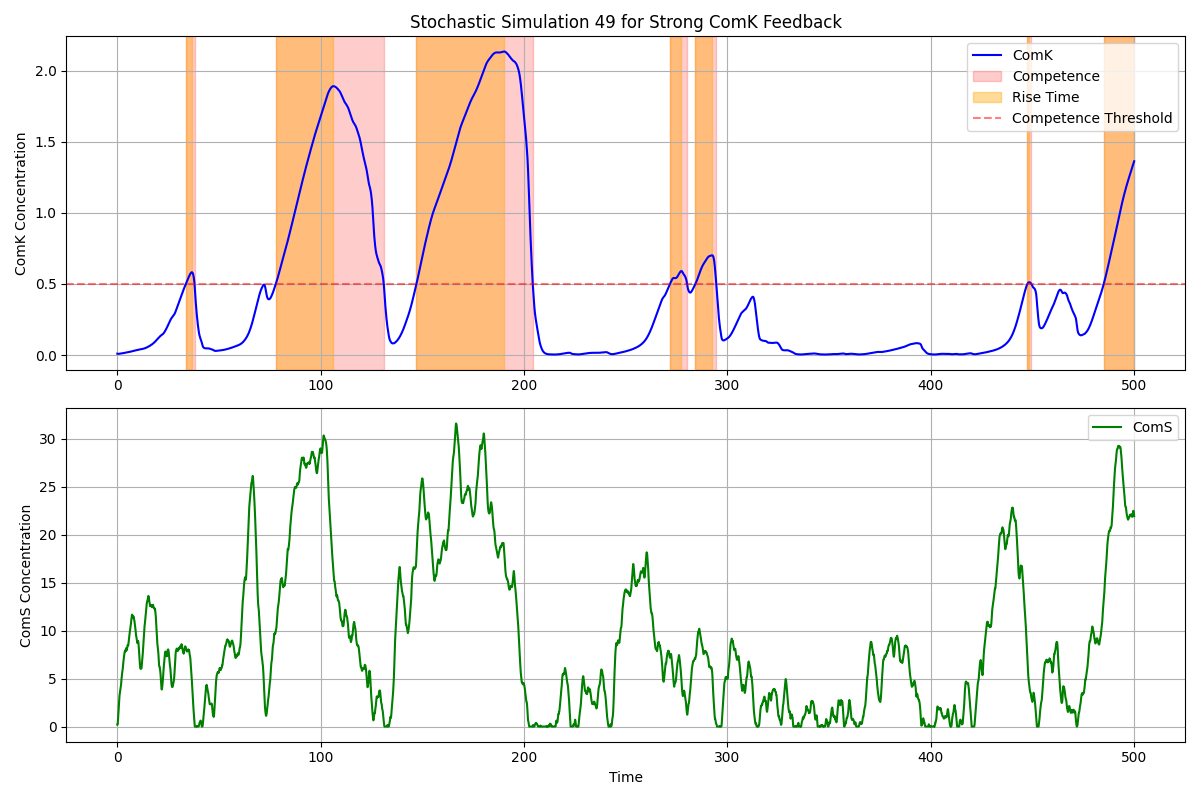 Stochastic Simulation 49 for Strong ComK Feedback
ComK Concentration
2.0
1.5
1.0
0.5
0.0
ComK
Competence
Rise Time
Competence Threshold
0 100 200 300 400 500
ComS Concentration
30
25
20
15
10
5
0
ComS
0 100 200 300 400 500
Time